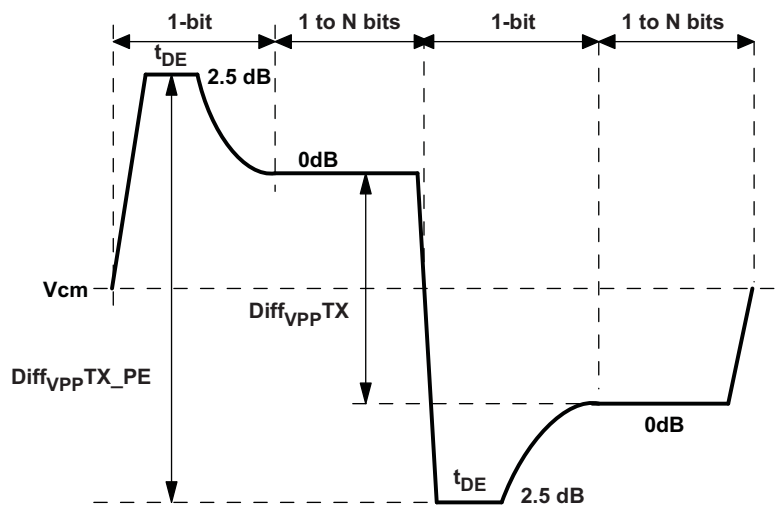 1-bit
1 to N bits
1-bit
1 to N bits
tDE
2.5 dB
0dB
Vcm
DiffVPPTX
DiffVPPTX_PE
0dB
tDE
2.5 dB